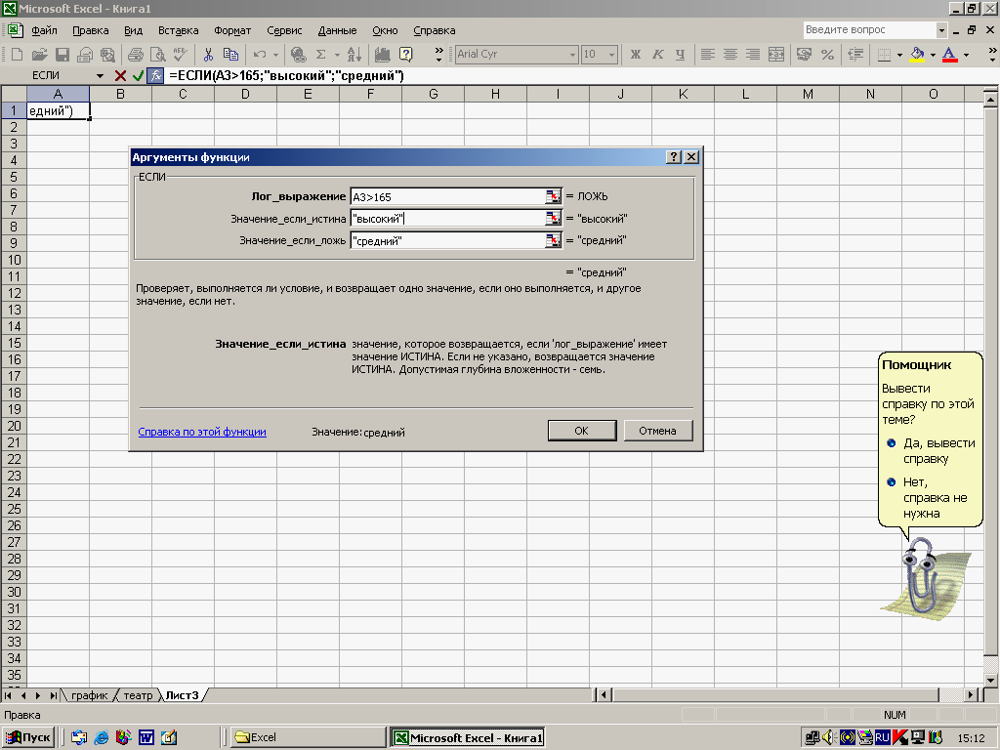 Microsoft Excel - Книга1
Файл Правка Вид Вставка Формат Сервис Данные Окно Справка Введите вопрос
Arial Cyr 10 Ж К Ч
ЕСЛИ =ЕСЛИ(A3>165;"высокий";"средний")
A B C D E F G H I J K L M N O
1 едний")
2
3
4
5
6
7
8
9
10
11
12
13
14
15
16
17
18
19
20
21
22
23
24
25
26
27
28
29
30
31
32
33
34
35
Аргументы функции
ЕСЛИ
Лог_выражение A3>165 = ЛОЖЬ
Значение_если_истина "высокий" = "высокий"
Значение_если_ложь "средний" = "средний"
= "средний"
Проверяет, выполняется ли условие, и возвращает одно значение, если оно выполняется, и другое
значение, если нет.
Значение_если_истина значение, которое возвращается, если 'лог_выражение' имеет
значение ИСТИНА. Если не указано, возвращается значение
ИСТИНА. Допустимая глубина вложенности - семь.
Справка по этой функции Значение:средний OK Отмена
Помощник
Вывести
справку по этой
теме?
Да, вывести
справку
Нет,
справка не
нужна
график театр Лист3
Правка NUM
Пуск Excel Microsoft Excel - Книга1 RU 15:12